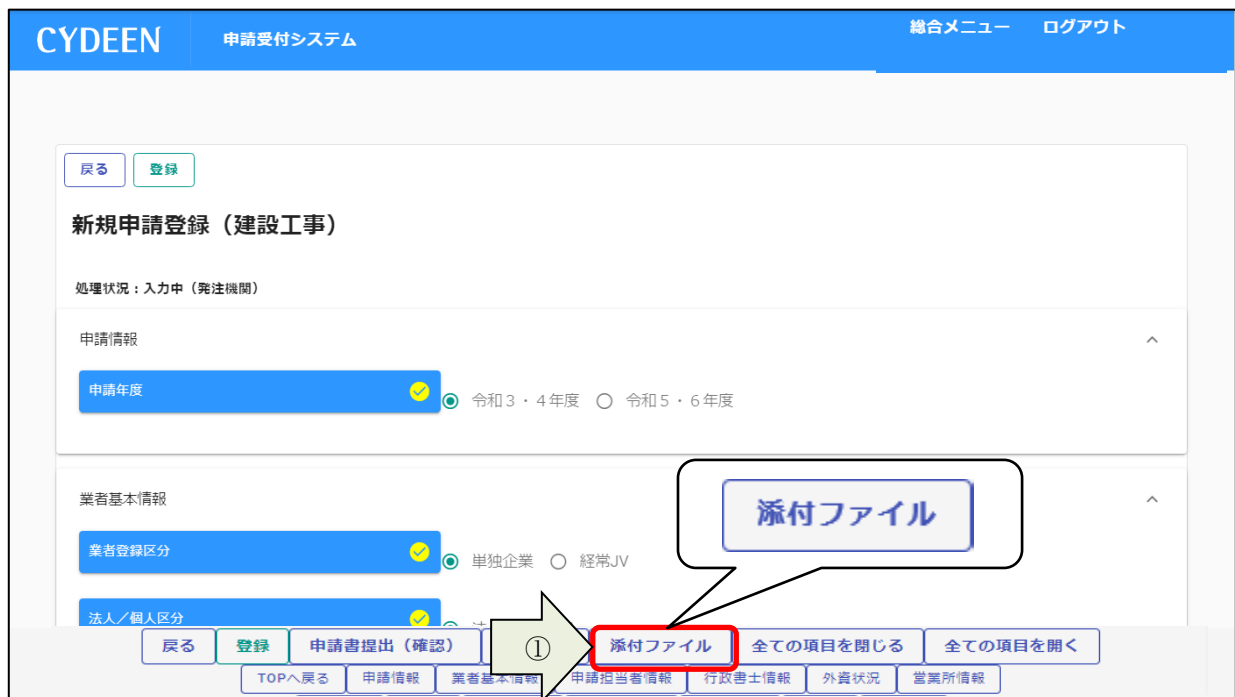 CYDEEN 申請受付システム 総合メニュー ログアウト
戻る 登録
新規申請登録（建設工事）
処理状況：入力中（発注機関）
申請情報
申請年度 令和３・４年度 令和５・６年度
業者基本情報
添付ファイル
業者登録区分 単独企業 経常JV
法人／個人区分
戻る 登録 申請書提出（確認） ① 添付ファイル 全ての項目を閉じる 全ての項目を開く
TOPへ戻る 申請情報 業者基本情報 申請担当者情報 行政書士情報 外資状況 営業所情報